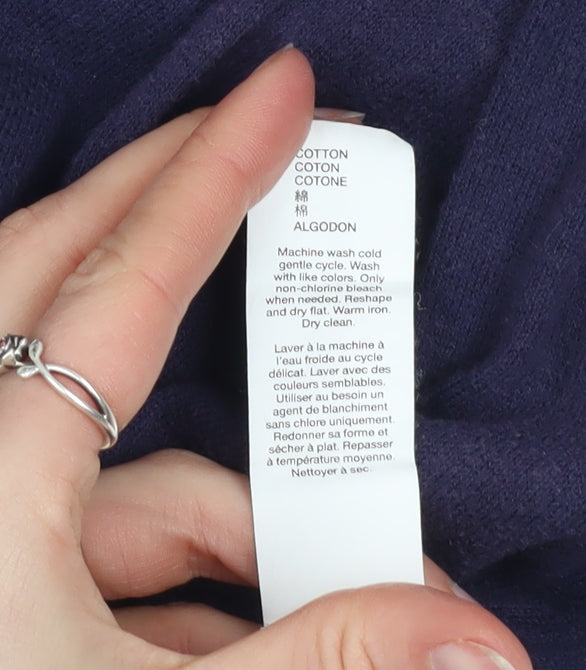 COTTON
COTON
COTONE
綿
棉
ALGODON
Machine wash cold
gentle cycle. Wash
with like colors. Only
non-chlorine bleach
when needed. Reshape
and dry flat. Warm iron.
Dry clean.
Laver à la machine à
l'eau froide au cycle
délicat. Laver avec des
couleurs semblables.
Utiliser au besoin un
agent de blanchiment
sans chlore uniquement.
Redonner sa forme et
sécher à plat. Repasser
à température moyenne.
Nettoyer à sec.